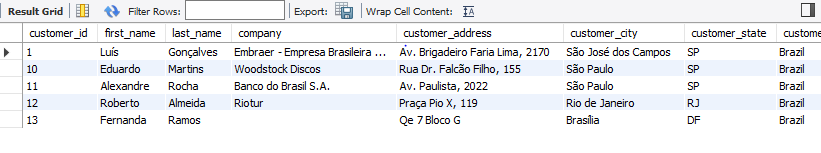 Result Grid Filter Rows: Export: Wrap Cell Content:
customer_id first_name last_name company customer_address customer_city customer_state custome
1 Luís Gonçalves Embraer - Empresa Brasileira ... Av. Brigadeiro Faria Lima, 2170 São José dos Campos SP Brazil
10 Eduardo Martins Woodstock Discos Rua Dr. Falcão Filho, 155 São Paulo SP Brazil
11 Alexandre Rocha Banco do Brasil S.A. Av. Paulista, 2022 São Paulo SP Brazil
12 Roberto Almeida Riotur Praça Pio X, 119 Rio de Janeiro RJ Brazil
13 Fernanda Ramos Qe 7 Bloco G Brasília DF Brazil